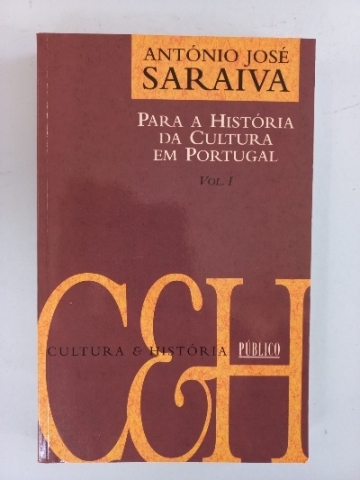 ANTÓNIO JOSÉ
SARAIVA
PARA A HISTÓRIA
DA CULTURA
EM PORTUGAL
VOL. I
C&H
CULTURA & HISTÓRIA PÚBLICO